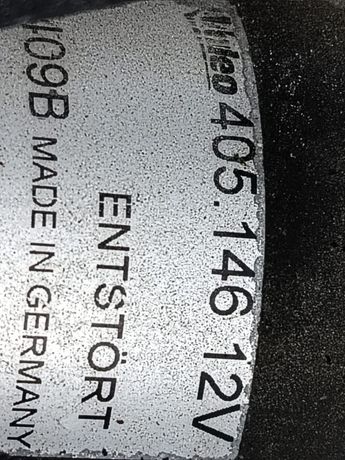 Valeo 405.146 12V
ENTSTÖRT
109B MADE IN GERMANY